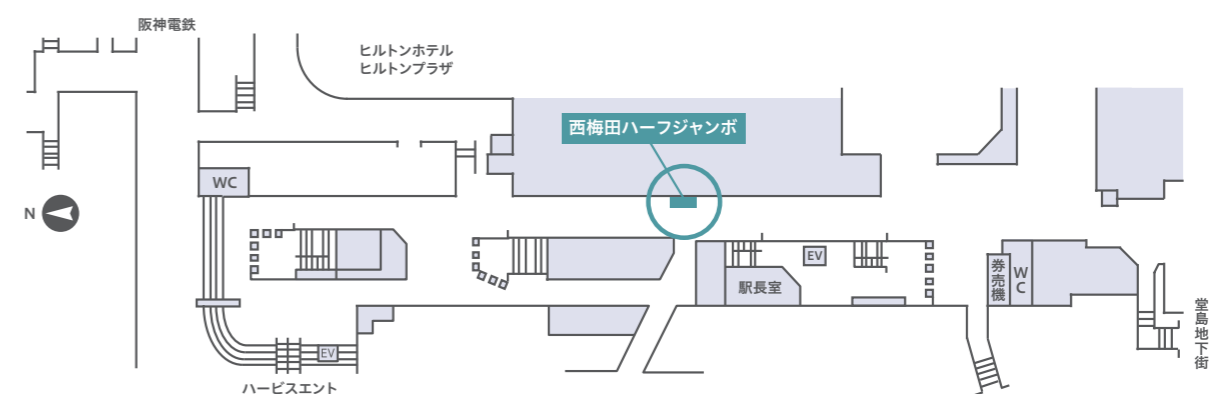 阪神電鉄
ヒルトンホテル
ヒルトンプラザ
西梅田ハーフジャンボ
WC
N
EV
駅長室
券売機
WC
堂島地下街
EV
ハービスエント